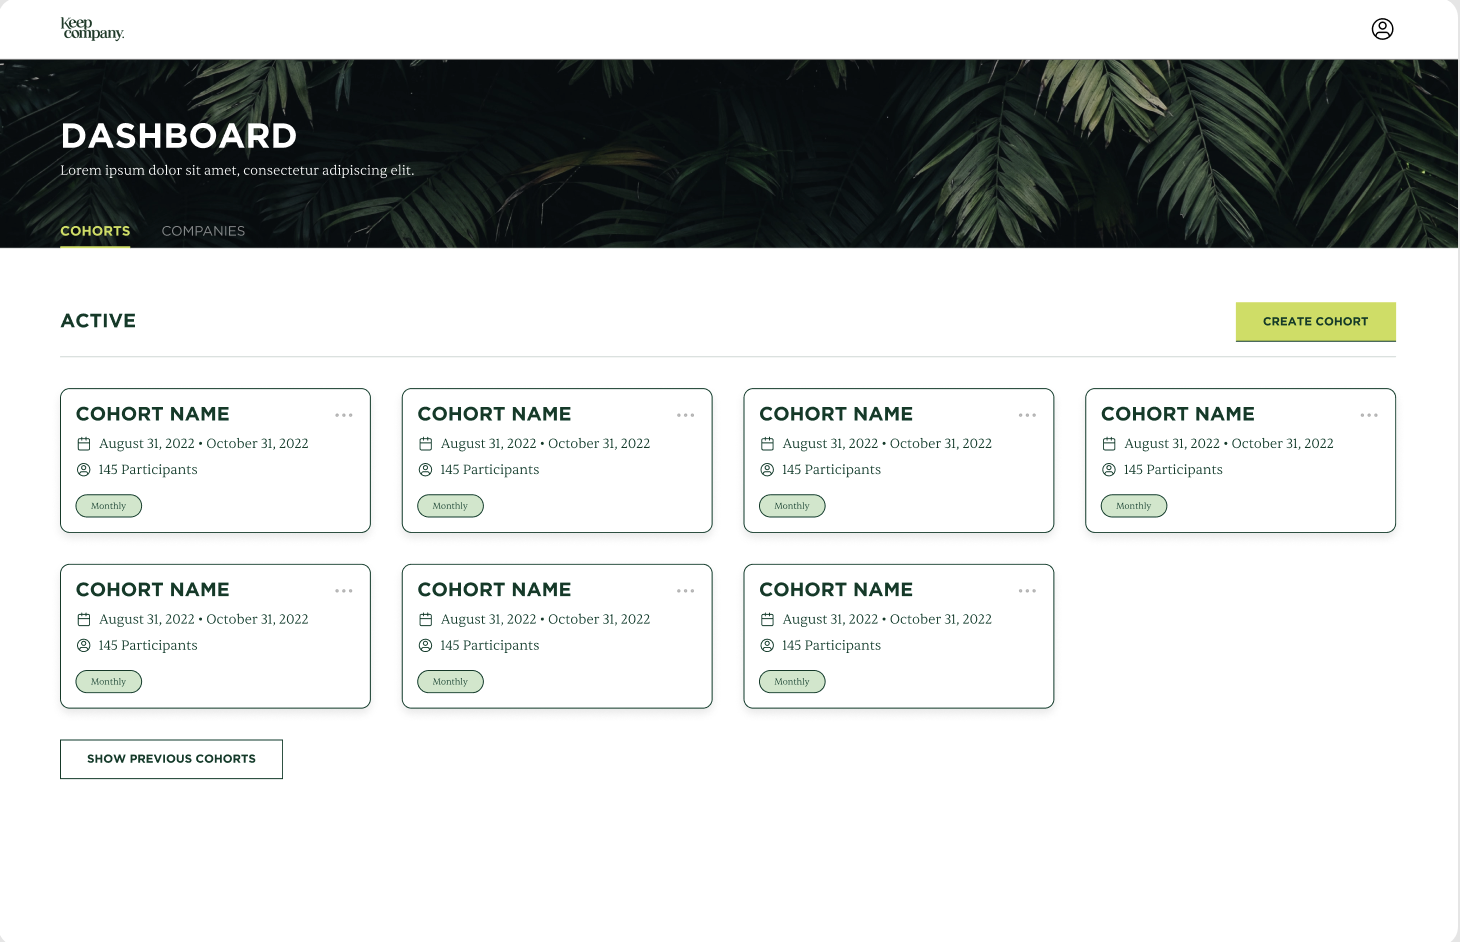 Keep
company.
DASHBOARD
Lorem ipsum dolor sit amet, consectetur adipiscing elit.
COHORTS COMPANIES
ACTIVE
CREATE COHORT
COHORT NAME
August 31, 2022 • October 31, 2022
145 Participants
Monthly
COHORT NAME
August 31, 2022 • October 31, 2022
145 Participants
Monthly
COHORT NAME
August 31, 2022 • October 31, 2022
145 Participants
Monthly
COHORT NAME
August 31, 2022 • October 31, 2022
145 Participants
Monthly
COHORT NAME
August 31, 2022 • October 31, 2022
145 Participants
Monthly
COHORT NAME
August 31, 2022 • October 31, 2022
145 Participants
Monthly
COHORT NAME
August 31, 2022 • October 31, 2022
145 Participants
Monthly
SHOW PREVIOUS COHORTS